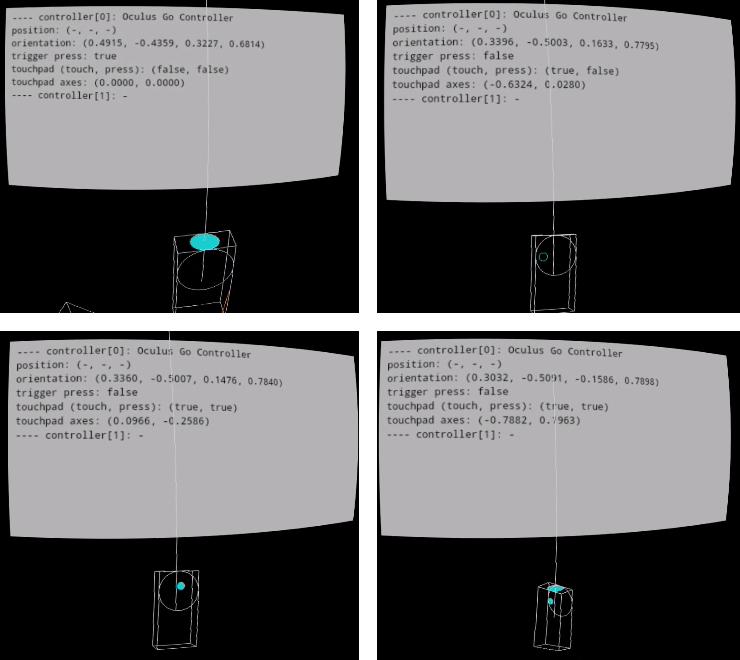 ---- controller[0]: Oculus Go Controller
position: (-, -, -)
orientation: (0.4915, -0.4359, 0.3227, 0.6814)
trigger press: true
touchpad (touch, press): (false, false)
touchpad axes: (0.0000, 0.0000)
---- controller[1]: -
---- controller[0]: Oculus Go Controller
position: (-, -, -)
orientation: (0.3396, -0.5003, 0.1633, 0.7795)
trigger press: false
touchpad (touch, press): (true, false)
touchpad axes: (-0.6324, 0.0280)
---- controller[1]: -
---- controller[0]: Oculus Go Controller
position: (-, -, -)
orientation: (0.3360, -0.5007, 0.1476, 0.7840)
trigger press: false
touchpad (touch, press): (true, true)
touchpad axes: (0.0966, -0.2586)
---- controller[1]: -
---- controller[0]: Oculus Go Controller
position: (-, -, -)
orientation: (0.3032, -0.5091, -0.1586, 0.7898)
trigger press: false
touchpad (touch, press): (true, true)
touchpad axes: (-0.7882, 0.7963)
---- controller[1]: -